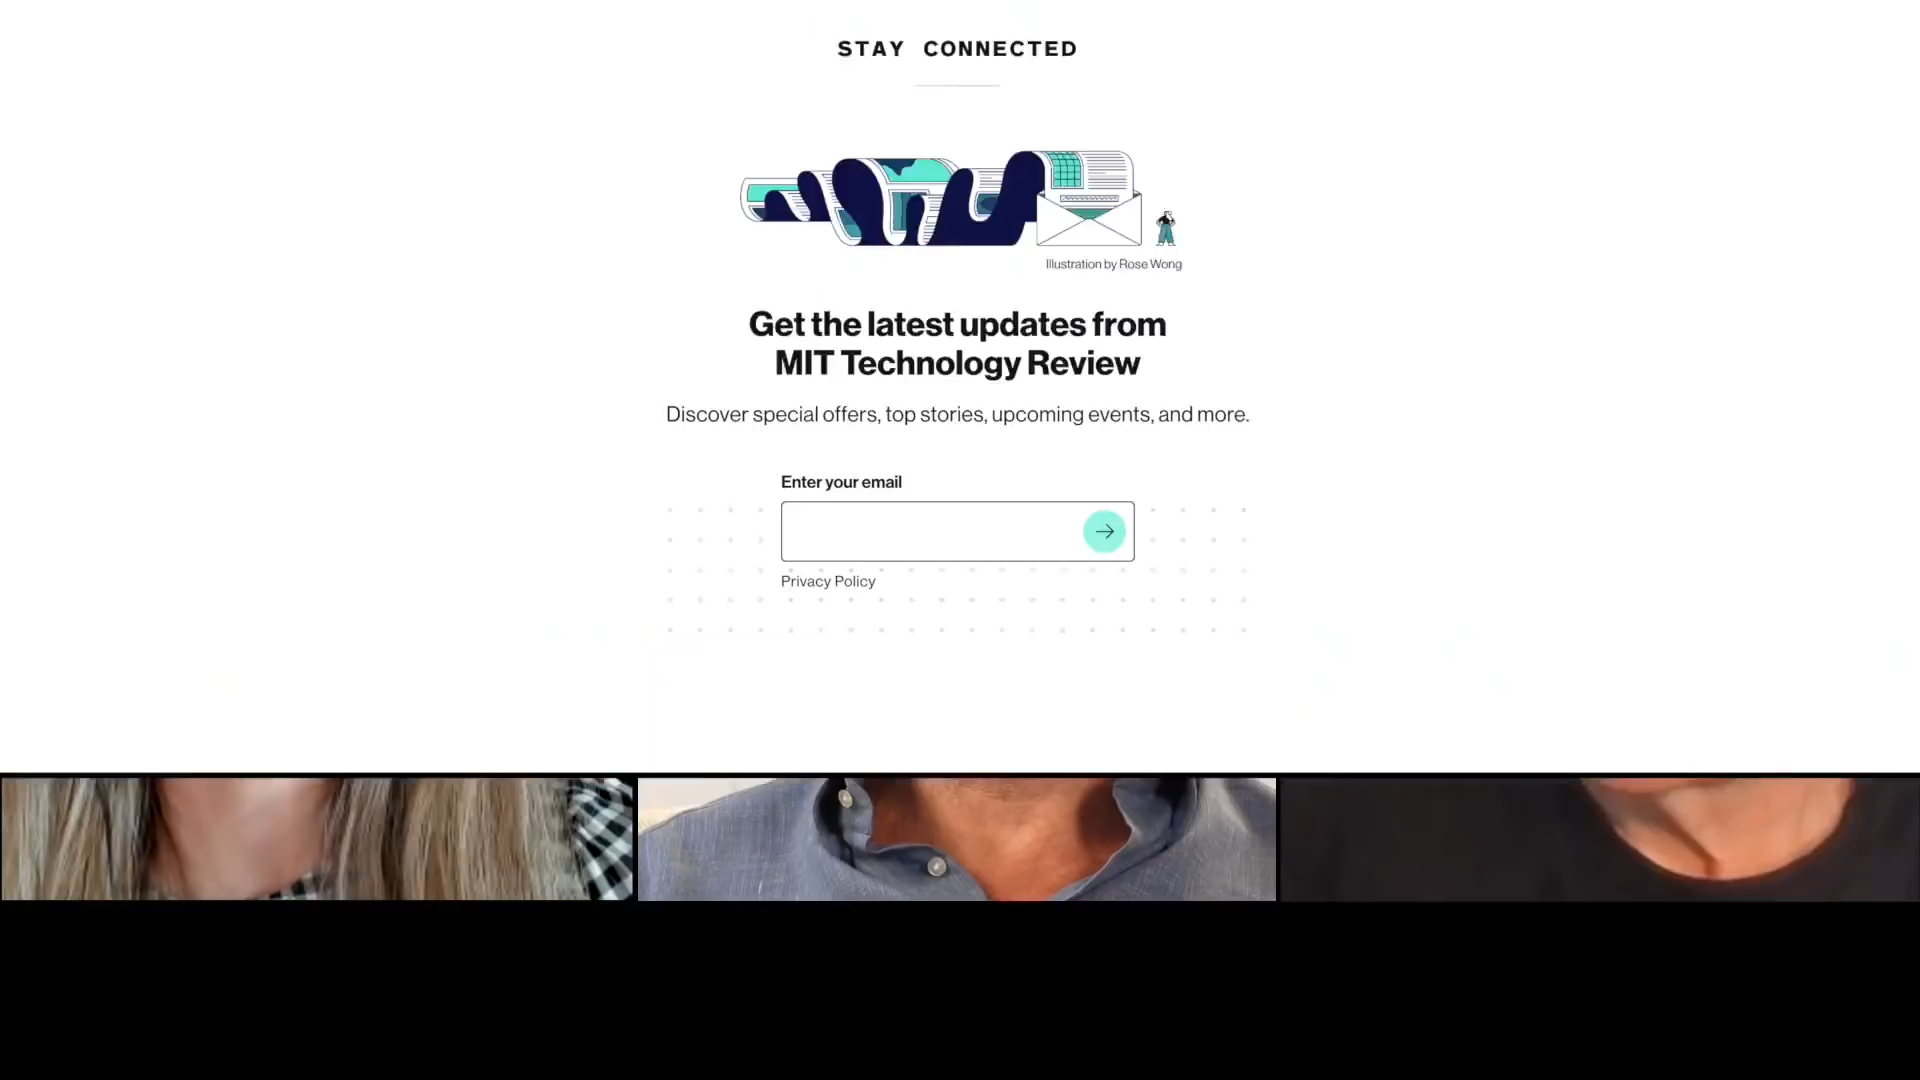 STAY CONNECTED
Illustration by Rose Wong
Get the latest updates from
MIT Technology Review
Discover special offers, top stories, upcoming events, and more.
Enter your email
Privacy Policy